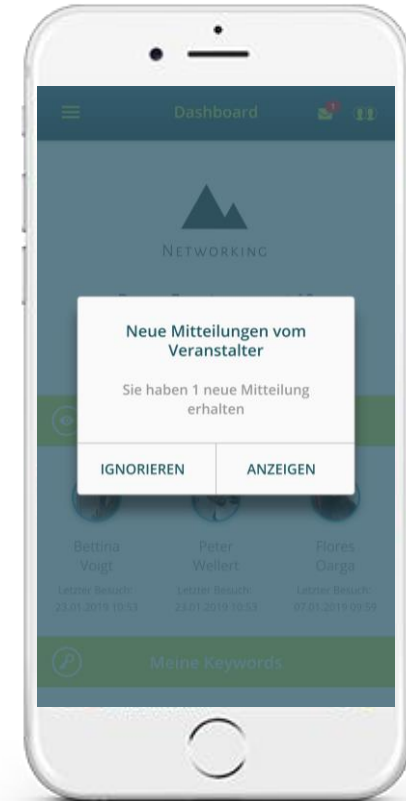 Dashboard
1
NETWORKING
Neue Mitteilungen vom
Veranstalter
Sie haben 1 neue Mitteilung
erhalten
IGNORIEREN
ANZEIGEN
Bettina
Voigt
Letzter Besuch:
23.01.2019 10:53
Peter
Wellert
Letzter Besuch:
23.01.2019 10:53
Flores
Oarga
Letzter Besuch:
07.01.2019 09:59
Meine Keywords